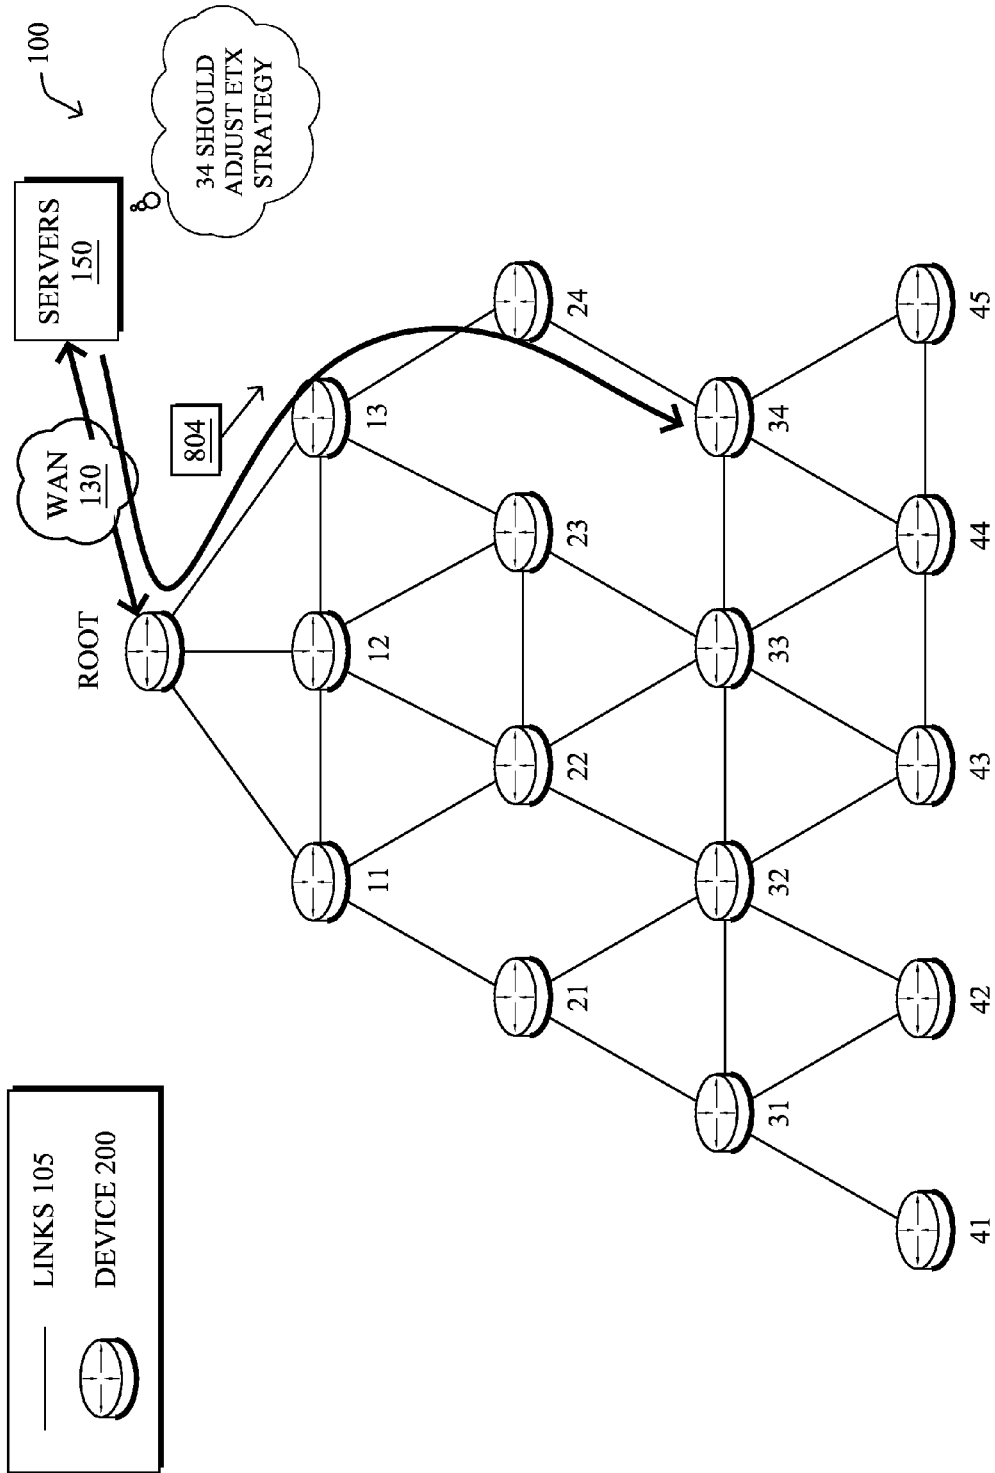 LINKS 105
DEVICE 200
ROOT
WAN
130
SERVERS
150
100
34 SHOULD
ADJUST ETX
STRATEGY
804
11
12
13
21
22
23
24
31
32
33
34
41
42
43
44
45